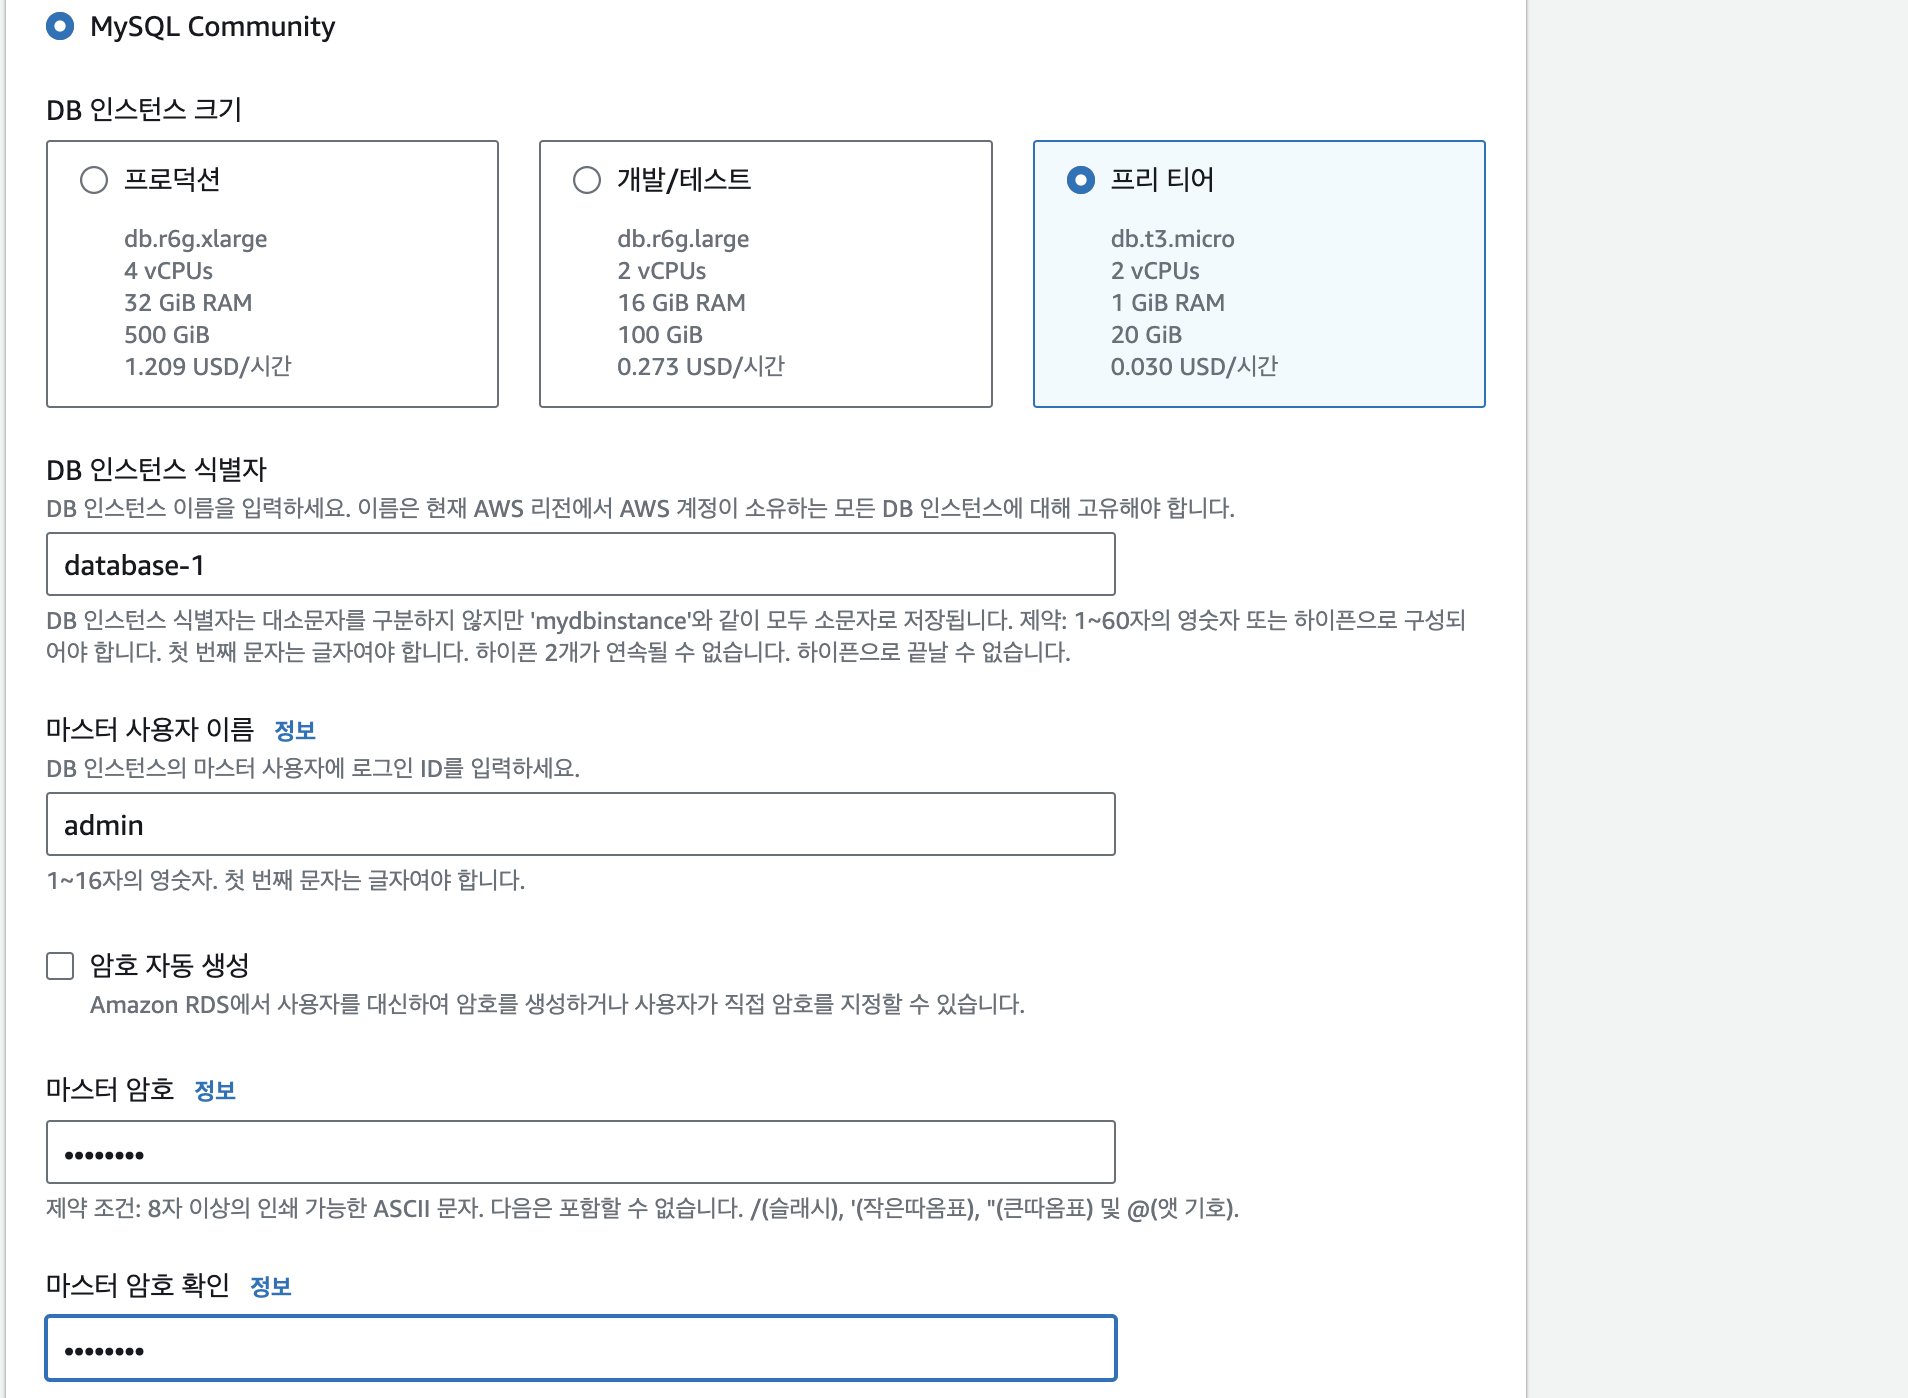 MySQL Community
DB 인스턴스 크기
프로덕션
db.r6g.xlarge
4 vCPUs
32 GiB RAM
500 GiB
1.209 USD/시간
개발/테스트
db.r6g.large
2 vCPUs
16 GiB RAM
100 GiB
0.273 USD/시간
프리 티어
db.t3.micro
2 vCPUs
1 GiB RAM
20 GiB
0.030 USD/시간
DB 인스턴스 식별자
DB 인스턴스 이름을 입력하세요. 이름은 현재 AWS 리전에서 AWS 계정이 소유하는 모든 DB 인스턴스에 대해 고유해야 합니다.
database-1
DB 인스턴스 식별자는 대소문자를 구분하지 않지만 'mydbinstance'와 같이 모두 소문자로 저장됩니다. 제약: 1~60자의 영숫자 또는 하이픈으로 구성되
어야 합니다. 첫 번째 문자는 글자여야 합니다. 하이픈 2개가 연속될 수 없습니다. 하이픈으로 끝날 수 없습니다.
마스터 사용자 이름 정보
DB 인스턴스의 마스터 사용자에 로그인 ID를 입력하세요.
admin
1~16자의 영숫자. 첫 번째 문자는 글자여야 합니다.
암호 자동 생성
Amazon RDS에서 사용자를 대신하여 암호를 생성하거나 사용자가 직접 암호를 지정할 수 있습니다.
마스터 암호 정보
••••••••
제약 조건: 8자 이상의 인쇄 가능한 ASCII 문자. 다음은 포함할 수 없습니다. /(슬래시), '(작은따옴표), "(큰따옴표) 및 @(앳 기호).
마스터 암호 확인 정보
••••••••